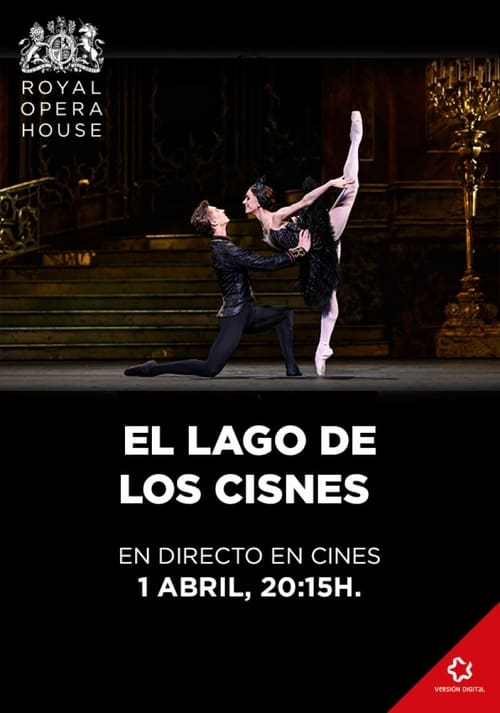 ROYAL
OPERA
HOUSE
EL LAGO DE
LOS CISNES
EN DIRECTO EN CINES
1 ABRIL, 20:15H.
VERSIÓN DIGITAL